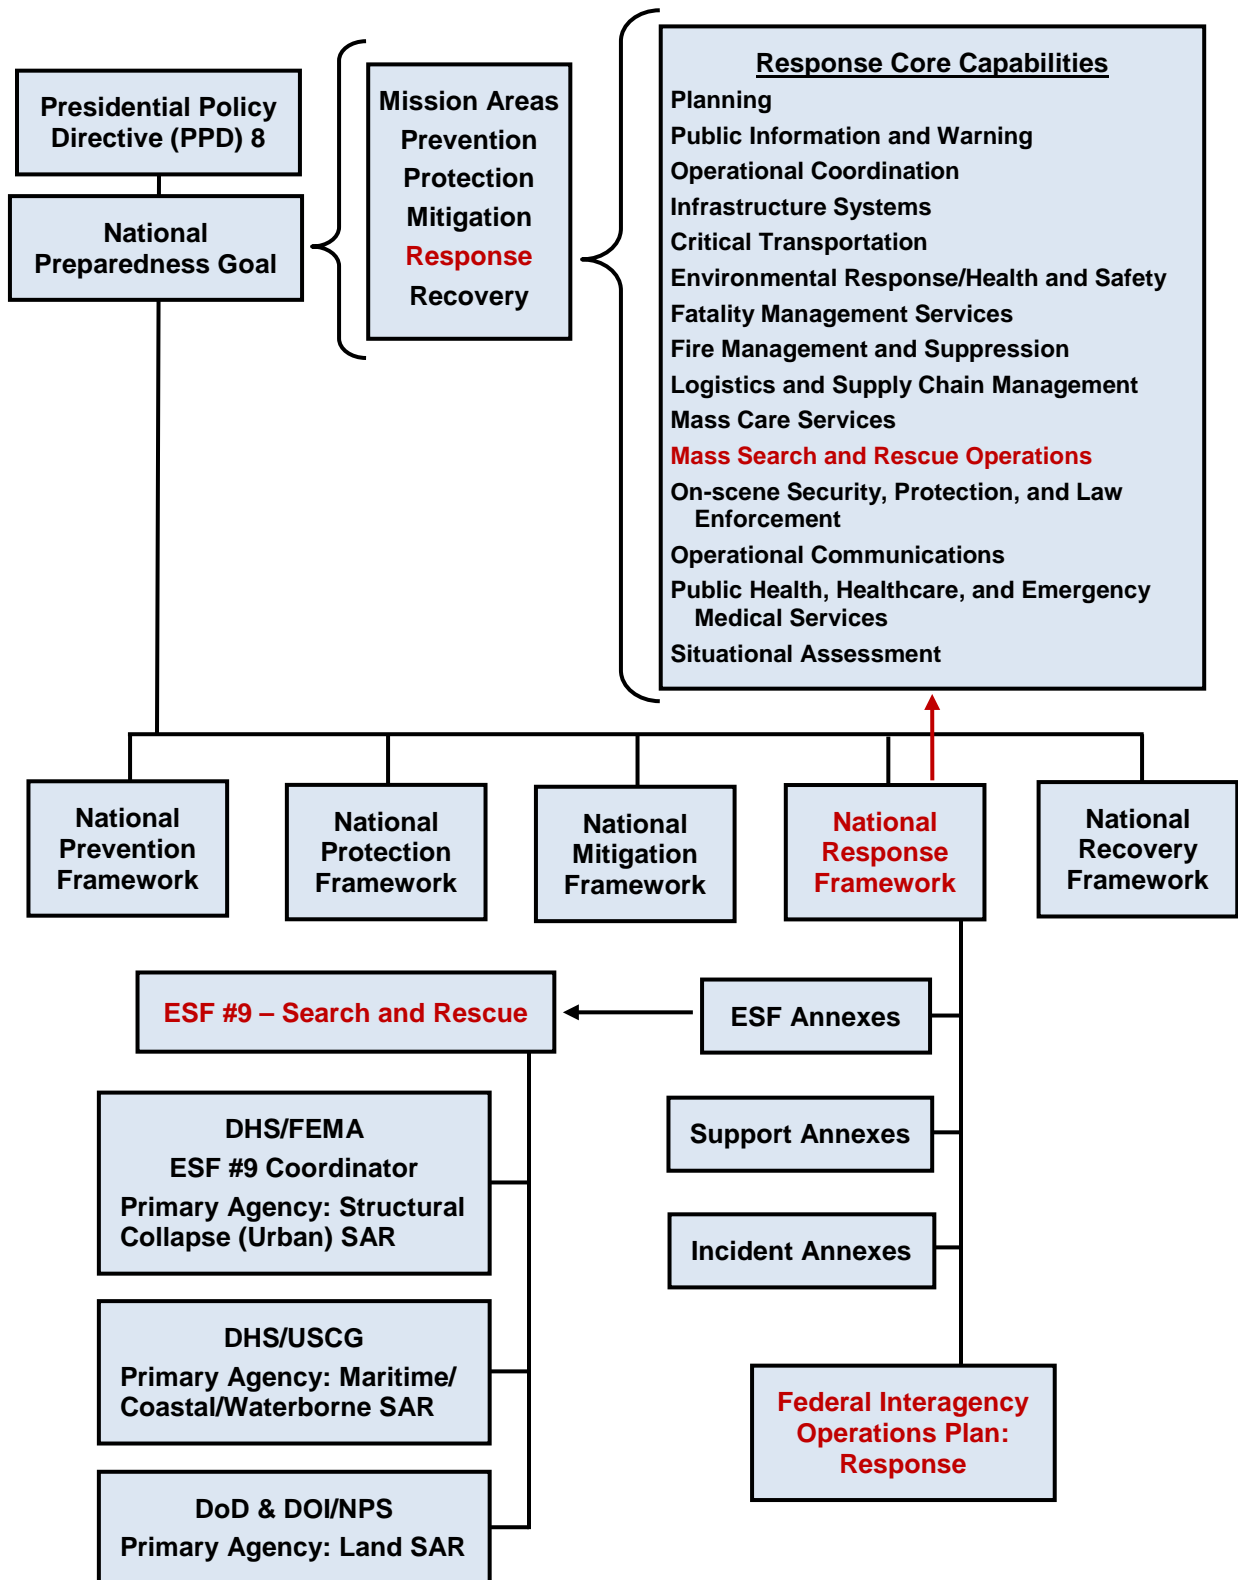 Presidential Policy
Directive (PPD) 8
National
Preparedness Goal
Mission Areas
Prevention
Protection
Mitigation
Response
Recovery
Response Core Capabilities
Planning
Public Information and Warning
Operational Coordination
Infrastructure Systems
Critical Transportation
Environmental Response/Health and Safety
Fatality Management Services
Fire Management and Suppression
Logistics and Supply Chain Management
Mass Care Services
Mass Search and Rescue Operations
On-scene Security, Protection, and Law
Enforcement
Operational Communications
Public Health, Healthcare, and Emergency
Medical Services
Situational Assessment
National
Prevention
Framework
National
Protection
Framework
National
Mitigation
Framework
National
Response
Framework
National
Recovery
Framework
ESF #9 – Search and Rescue
ESF Annexes
DHS/FEMA
ESF #9 Coordinator
Primary Agency: Structural
Collapse (Urban) SAR
Support Annexes
Incident Annexes
DHS/USCG
Primary Agency: Maritime/
Coastal/Waterborne SAR
Federal Interagency
Operations Plan:
Response
DoD & DOI/NPS
Primary Agency: Land SAR